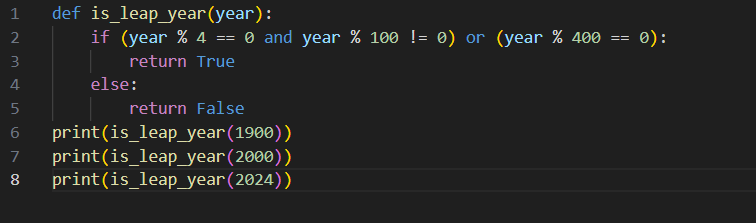 1 def is_leap_year(year):
2     if (year % 4 == 0 and year % 100 != 0) or (year % 400 == 0):
3         return True
4     else:
5         return False
6 print(is_leap_year(1900))
7 print(is_leap_year(2000))
8 print(is_leap_year(2024))